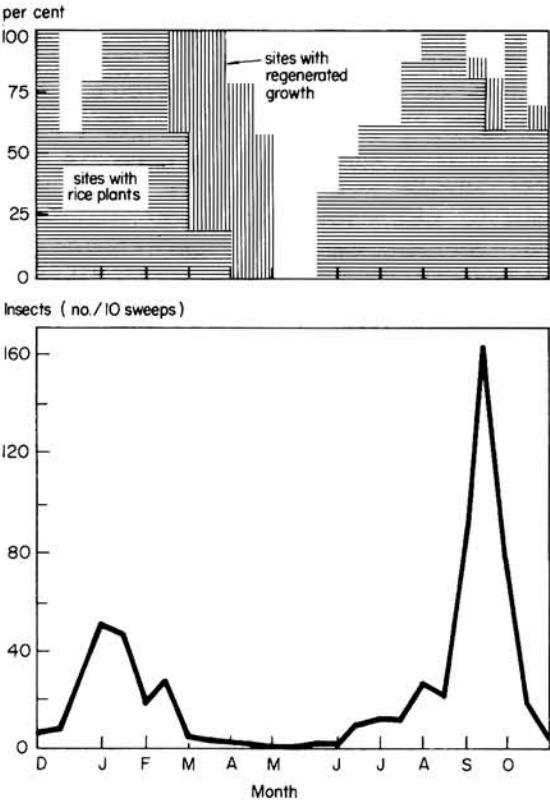 per cent
100
sites with
regenerated
growth
75
50
sites with
rice plants
25
0
Insects (no./10 sweeps)
160
120
80
40
0
D J F M A M J J A S O
Month